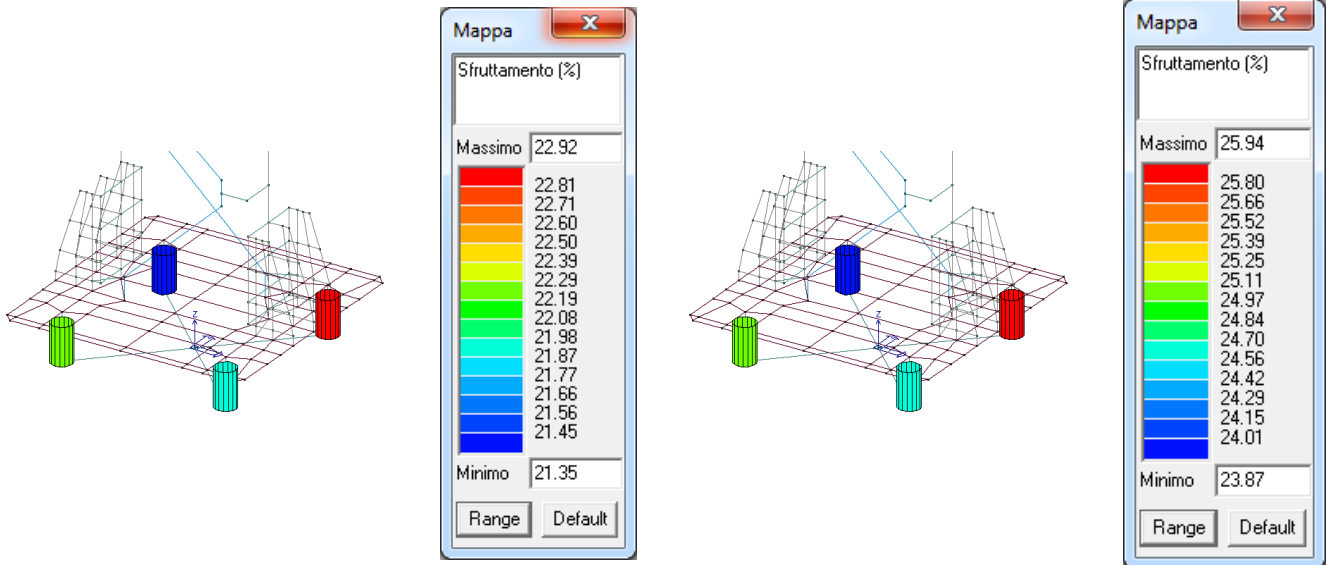 Mappa
Sfruttamento (%)
Massimo 22.92
22.81
22.71
22.60
22.50
22.39
22.29
22.19
22.08
21.98
21.87
21.77
21.66
21.56
21.45
Minimo 21.35
Range Default
Z
Mappa
Sfruttamento (%)
Massimo 25.94
25.80
25.66
25.52
25.39
25.25
25.11
24.97
24.84
24.70
24.56
24.42
24.29
24.15
24.01
Minimo 23.87
Range Default
Z